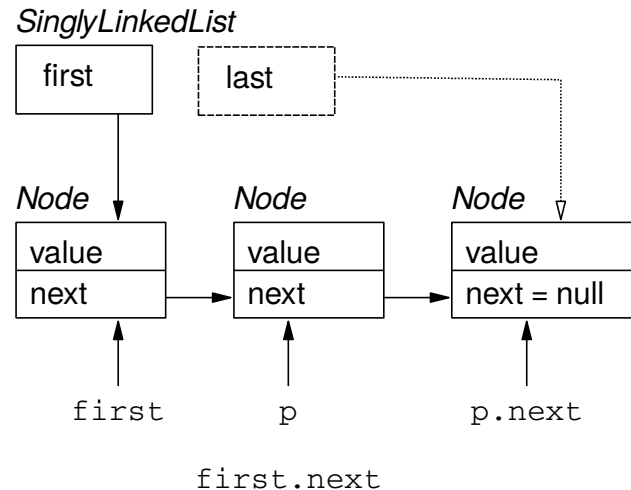 SinglyLinkedList
first last
Node Node Node
value value value
next next next = null
first p p.next
first.next